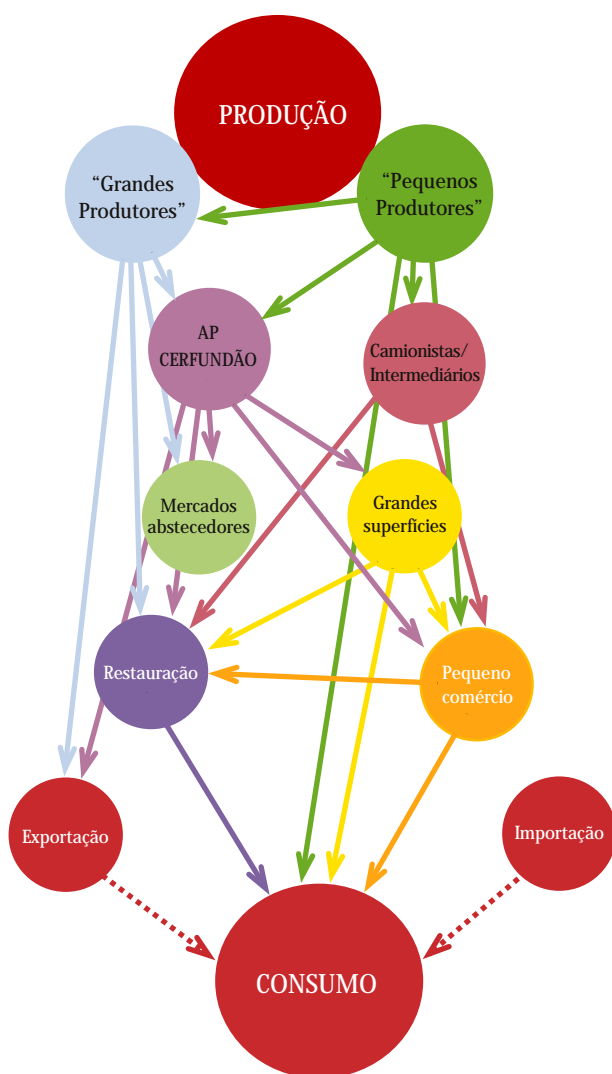 PRODUÇÃO
“Grandes
Produtores”
“Pequenos
Produtores”
AP
CERFUNDÃO
Camionistas/
Intermediários
Mercados
abstecedores
Grandes
superfícies
Restauração
Pequeno
comércio
Exportação
Importação
CONSUMO